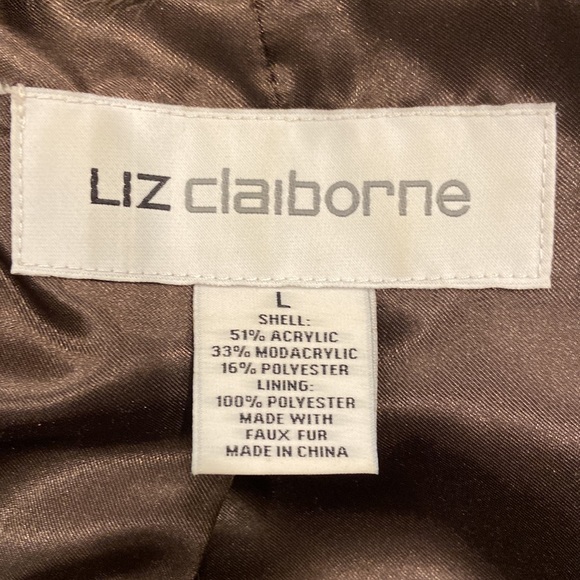 LIZ claiborne
L
SHELL:
51% ACRYLIC
33% MODACRYLIC
16% POLYESTER
LINING:
100% POLYESTER
MADE WITH
FAUX FUR
MADE IN CHINA